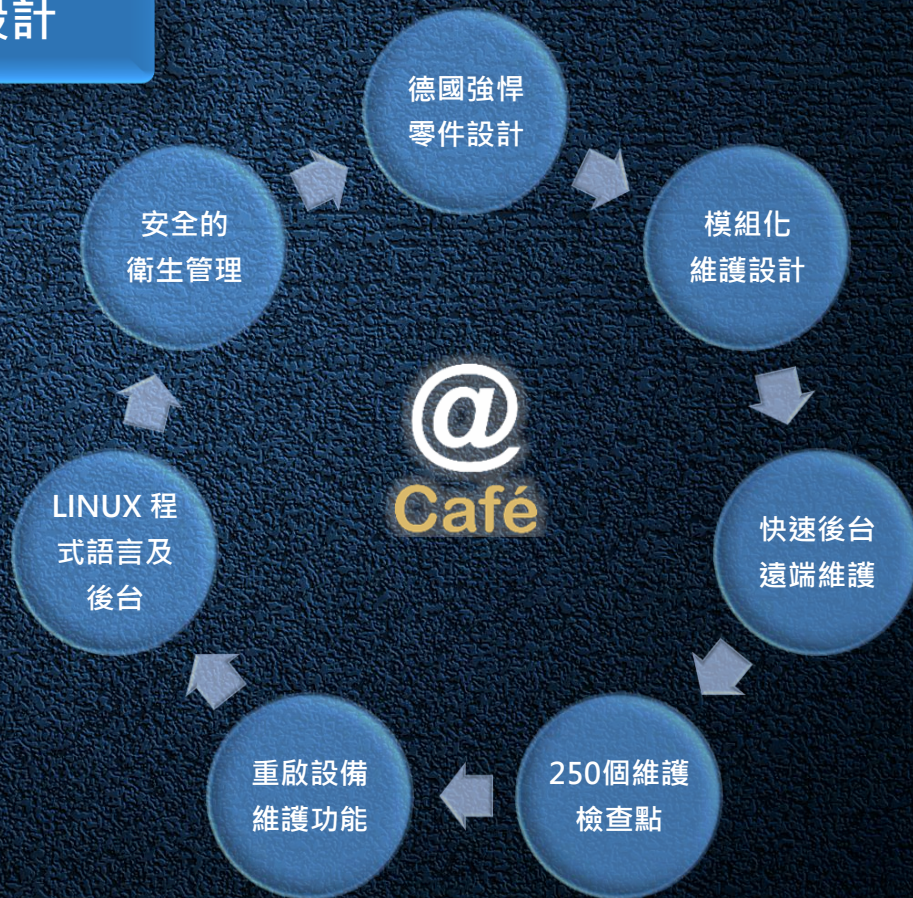 設計
德國強悍
零件設計
模組化
維護設計
快速後台
遠端維護
250個維護
檢查點
重啟設備
維護功能
LINUX 程
式語言及
後台
安全的
衛生管理
@
Café